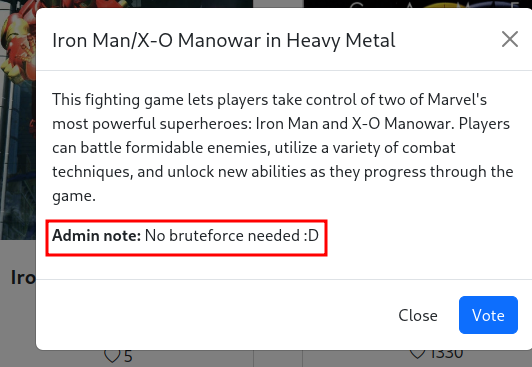 G A M E
Iron Man/X-O Manowar in Heavy Metal
This fighting game lets players take control of two of Marvel's
most powerful superheroes: Iron Man and X-O Manowar. Players
can battle formidable enemies, utilize a variety of combat
techniques, and unlock new abilities as they progress through the
game.
Admin note: No bruteforce needed :D
Iro
Close
Vote
5
1330